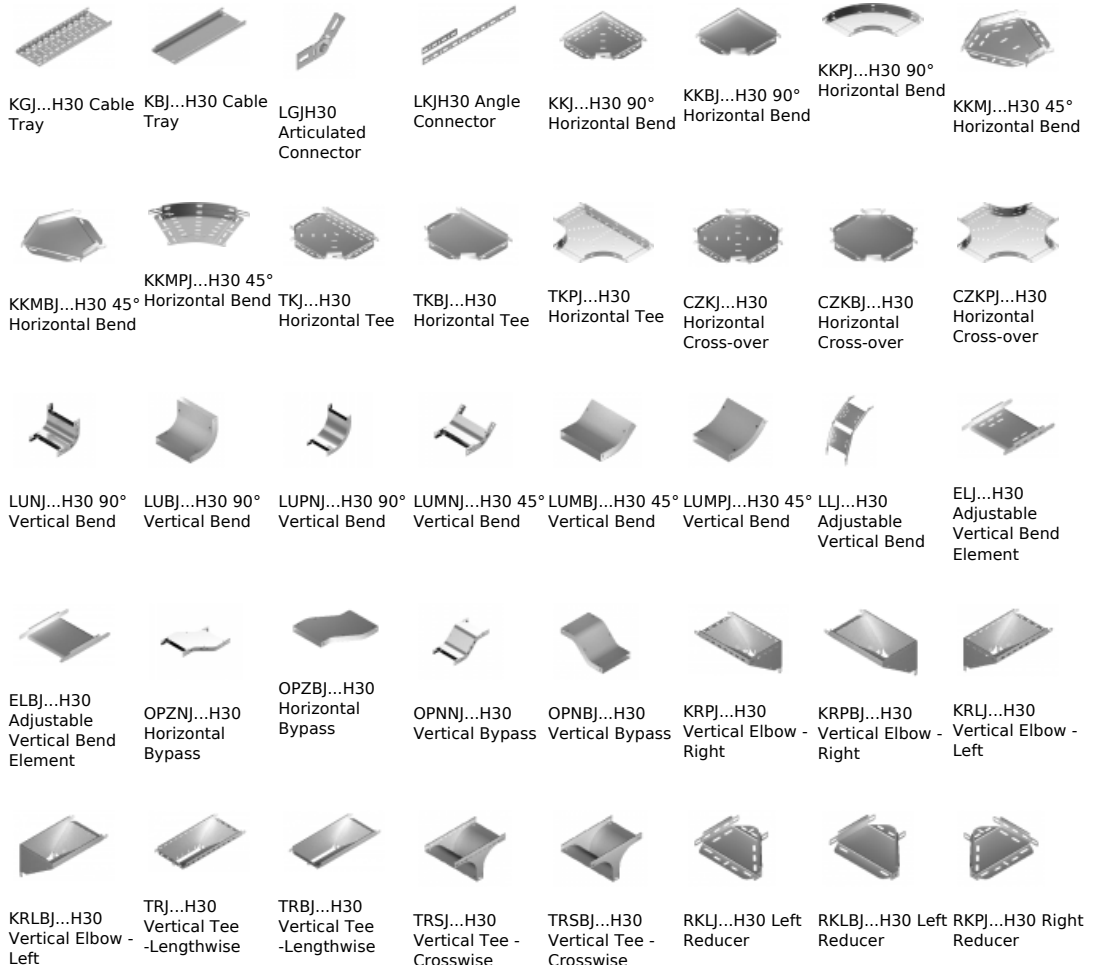 KGJ...H30 Cable
Tray
KBJ...H30 Cable
Tray
LGJH30
Articulated
Connector
LKJH30 Angle
Connector
KKJ...H30 90°
Horizontal Bend
KKBJ...H30 90°
Horizontal Bend
KKPJ...H30 90°
Horizontal Bend
KKMJ...H30 45°
Horizontal Bend
KKMBJ...H30 45°
Horizontal Bend
KKMPJ...H30 45°
Horizontal Bend
TKJ...H30
Horizontal Tee
TKBJ...H30
Horizontal Tee
TKPJ...H30
Horizontal Tee
CZKJ...H30
Horizontal
Cross-over
CZKBJ...H30
Horizontal
Cross-over
CZKPJ...H30
Horizontal
Cross-over
LUNJ...H30 90°
Vertical Bend
LUBJ...H30 90°
Vertical Bend
LUPNJ...H30 90°
Vertical Bend
LUMNJ...H30 45°
Vertical Bend
LUMBJ...H30 45°
Vertical Bend
LUMPJ...H30 45°
Vertical Bend
LLJ...H30
Adjustable
Vertical Bend
ELJ...H30
Adjustable
Vertical Bend
Element
ELBJ...H30
Adjustable
Vertical Bend
Element
OPZNJ...H30
Horizontal
Bypass
OPZBJ...H30
Horizontal
Bypass
OPNNJ...H30
Vertical Bypass
OPNBJ...H30
Vertical Bypass
KRPJ...H30
Vertical Elbow -
Right
KRPBJ...H30
Vertical Elbow -
Right
KRLJ...H30
Vertical Elbow -
Left
KRLBJ...H30
Vertical Elbow -
Left
TRJ...H30
Vertical Tee
-Lengthwise
TRBJ...H30
Vertical Tee
-Lengthwise
TRSJ...H30
Vertical Tee -
Crosswise
TRSBJ...H30
Vertical Tee -
Crosswise
RKLJ...H30 Left
Reducer
RKLBJ...H30 Left
Reducer
RKPJ...H30 Right
Reducer